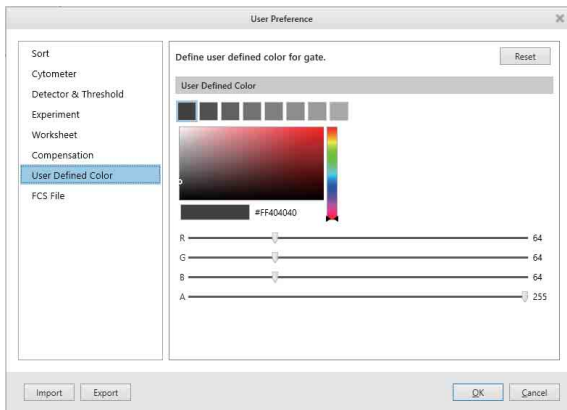 User Preference
Sort
Cytometer
Detector & Threshold
Experiment
Worksheet
Compensation
User Defined Color
FCS File
Define user defined color for gate.
Reset
User Defined Color
#FF404040
R 64
G 64
B 64
A 255
Import
Export
OK
Cancel